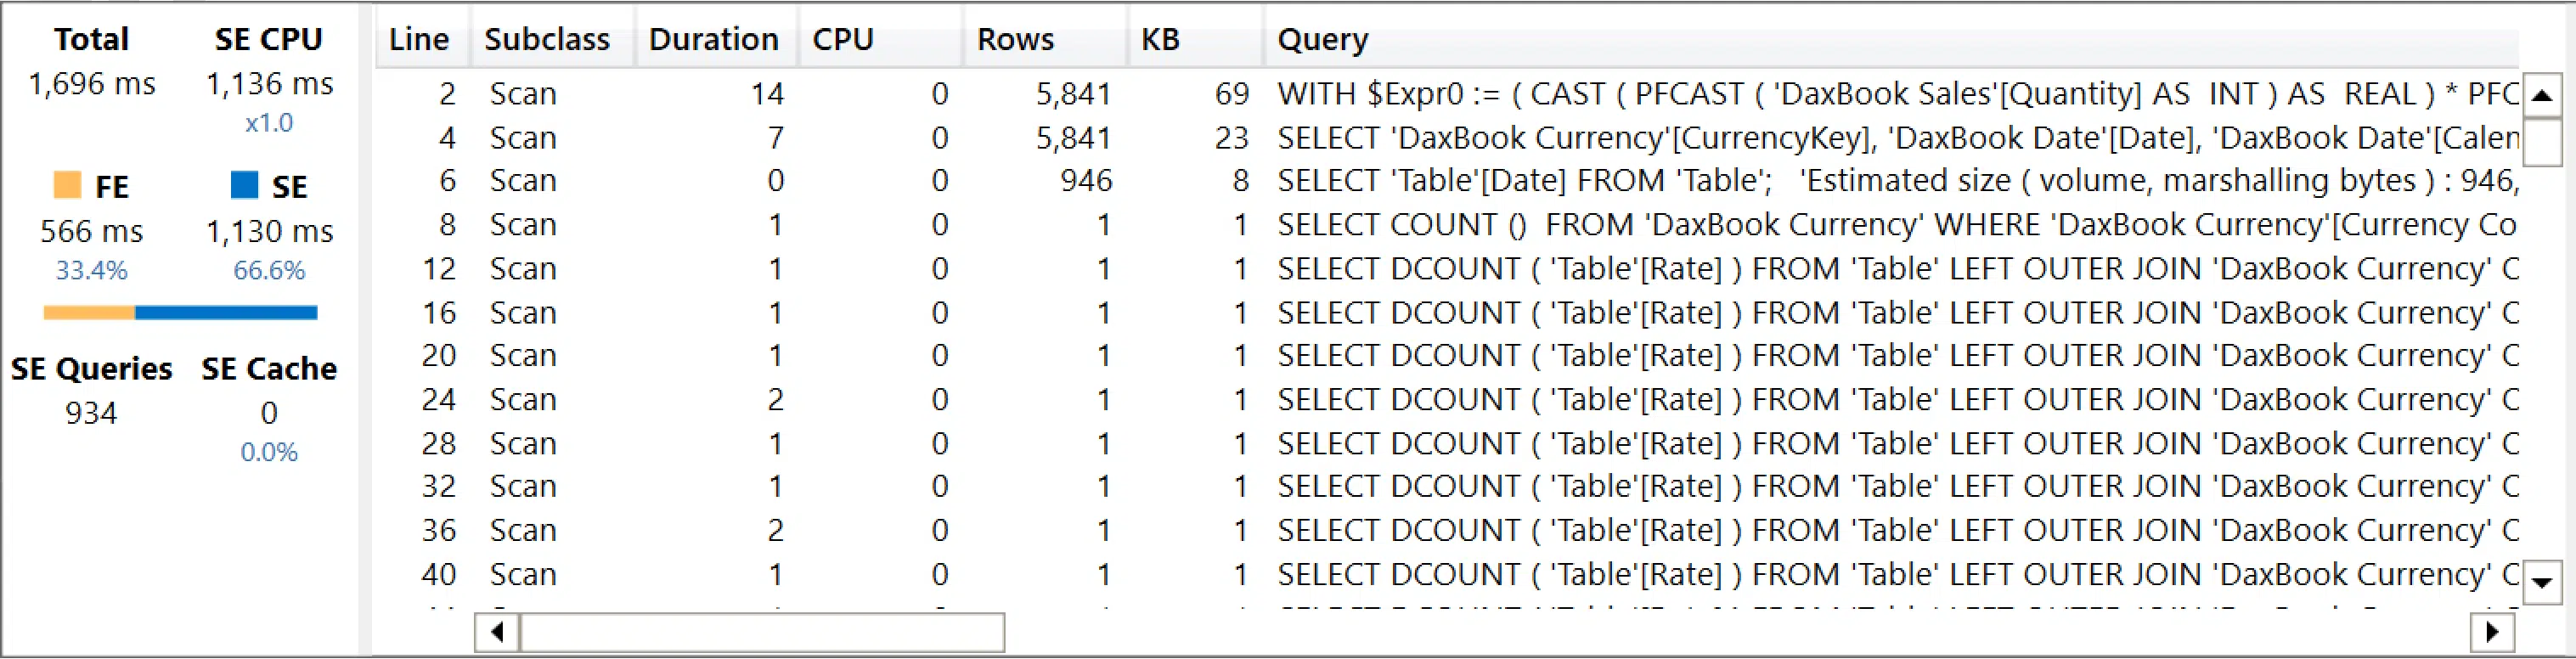 Total SE CPU
1,696 ms 1,136 ms
x1.0
FE SE
566 ms 1,130 ms
33.4% 66.6%
SE Queries SE Cache
934 0
0.0%
Line Subclass Duration CPU Rows KB Query
2 Scan 14 0 5,841 69 WITH $Expr0 := ( CAST ( PFCAST ( 'DaxBook Sales'[Quantity] AS INT ) AS REAL ) * PFC
4 Scan 7 0 5,841 23 SELECT 'DaxBook Currency'[CurrencyKey], 'DaxBook Date'[Date], 'DaxBook Date'[Calen
6 Scan 0 0 946 8 SELECT 'Table'[Date] FROM 'Table'; 'Estimated size ( volume, marshalling bytes ) : 946,
8 Scan 1 0 1 1 SELECT COUNT () FROM 'DaxBook Currency' WHERE 'DaxBook Currency'[Currency Co
12 Scan 1 0 1 1 SELECT DCOUNT ( 'Table'[Rate] ) FROM 'Table' LEFT OUTER JOIN 'DaxBook Currency' C
16 Scan 1 0 1 1 SELECT DCOUNT ( 'Table'[Rate] ) FROM 'Table' LEFT OUTER JOIN 'DaxBook Currency' C
20 Scan 1 0 1 1 SELECT DCOUNT ( 'Table'[Rate] ) FROM 'Table' LEFT OUTER JOIN 'DaxBook Currency' C
24 Scan 2 0 1 1 SELECT DCOUNT ( 'Table'[Rate] ) FROM 'Table' LEFT OUTER JOIN 'DaxBook Currency' C
28 Scan 1 0 1 1 SELECT DCOUNT ( 'Table'[Rate] ) FROM 'Table' LEFT OUTER JOIN 'DaxBook Currency' C
32 Scan 1 0 1 1 SELECT DCOUNT ( 'Table'[Rate] ) FROM 'Table' LEFT OUTER JOIN 'DaxBook Currency' C
36 Scan 2 0 1 1 SELECT DCOUNT ( 'Table'[Rate] ) FROM 'Table' LEFT OUTER JOIN 'DaxBook Currency' C
40 Scan 1 0 1 1 SELECT DCOUNT ( 'Table'[Rate] ) FROM 'Table' LEFT OUTER JOIN 'DaxBook Currency' C